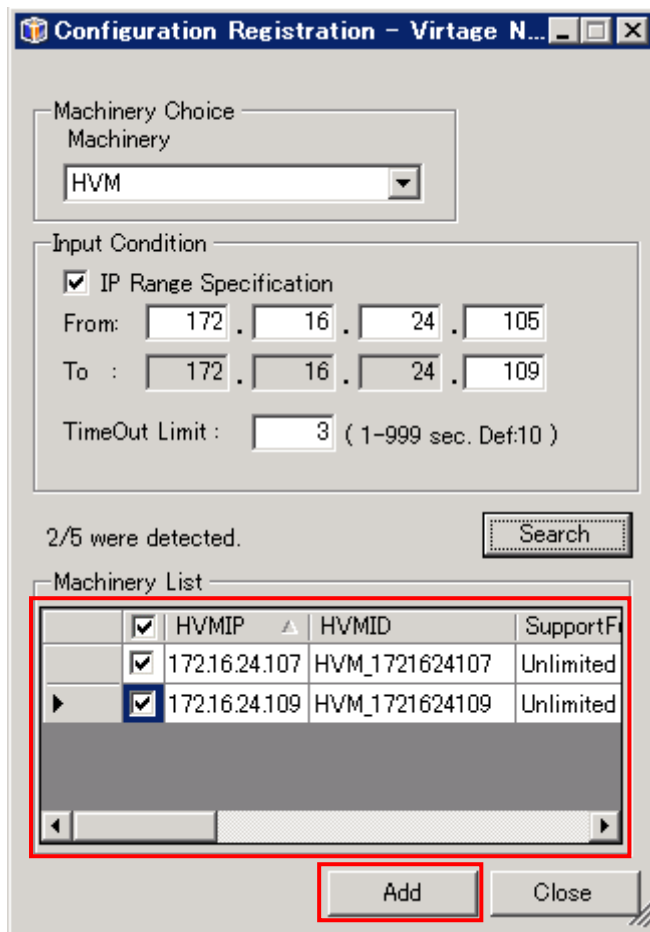 Configuration Registration - Virtage N...
Machinery Choice
Machinery
HVM
Input Condition
IP Range Specification
From: 172 . 16 . 24 . 105
To : 172 . 16 . 24 . 109
TimeOut Limit : 3 ( 1-999 sec. Def:10 )
2/5 were detected. Search
Machinery List
HVMIP HVMID SupportFu
172.16.24.107 HVM_1721624107 Unlimited
172.16.24.109 HVM_1721624109 Unlimited
Add Close